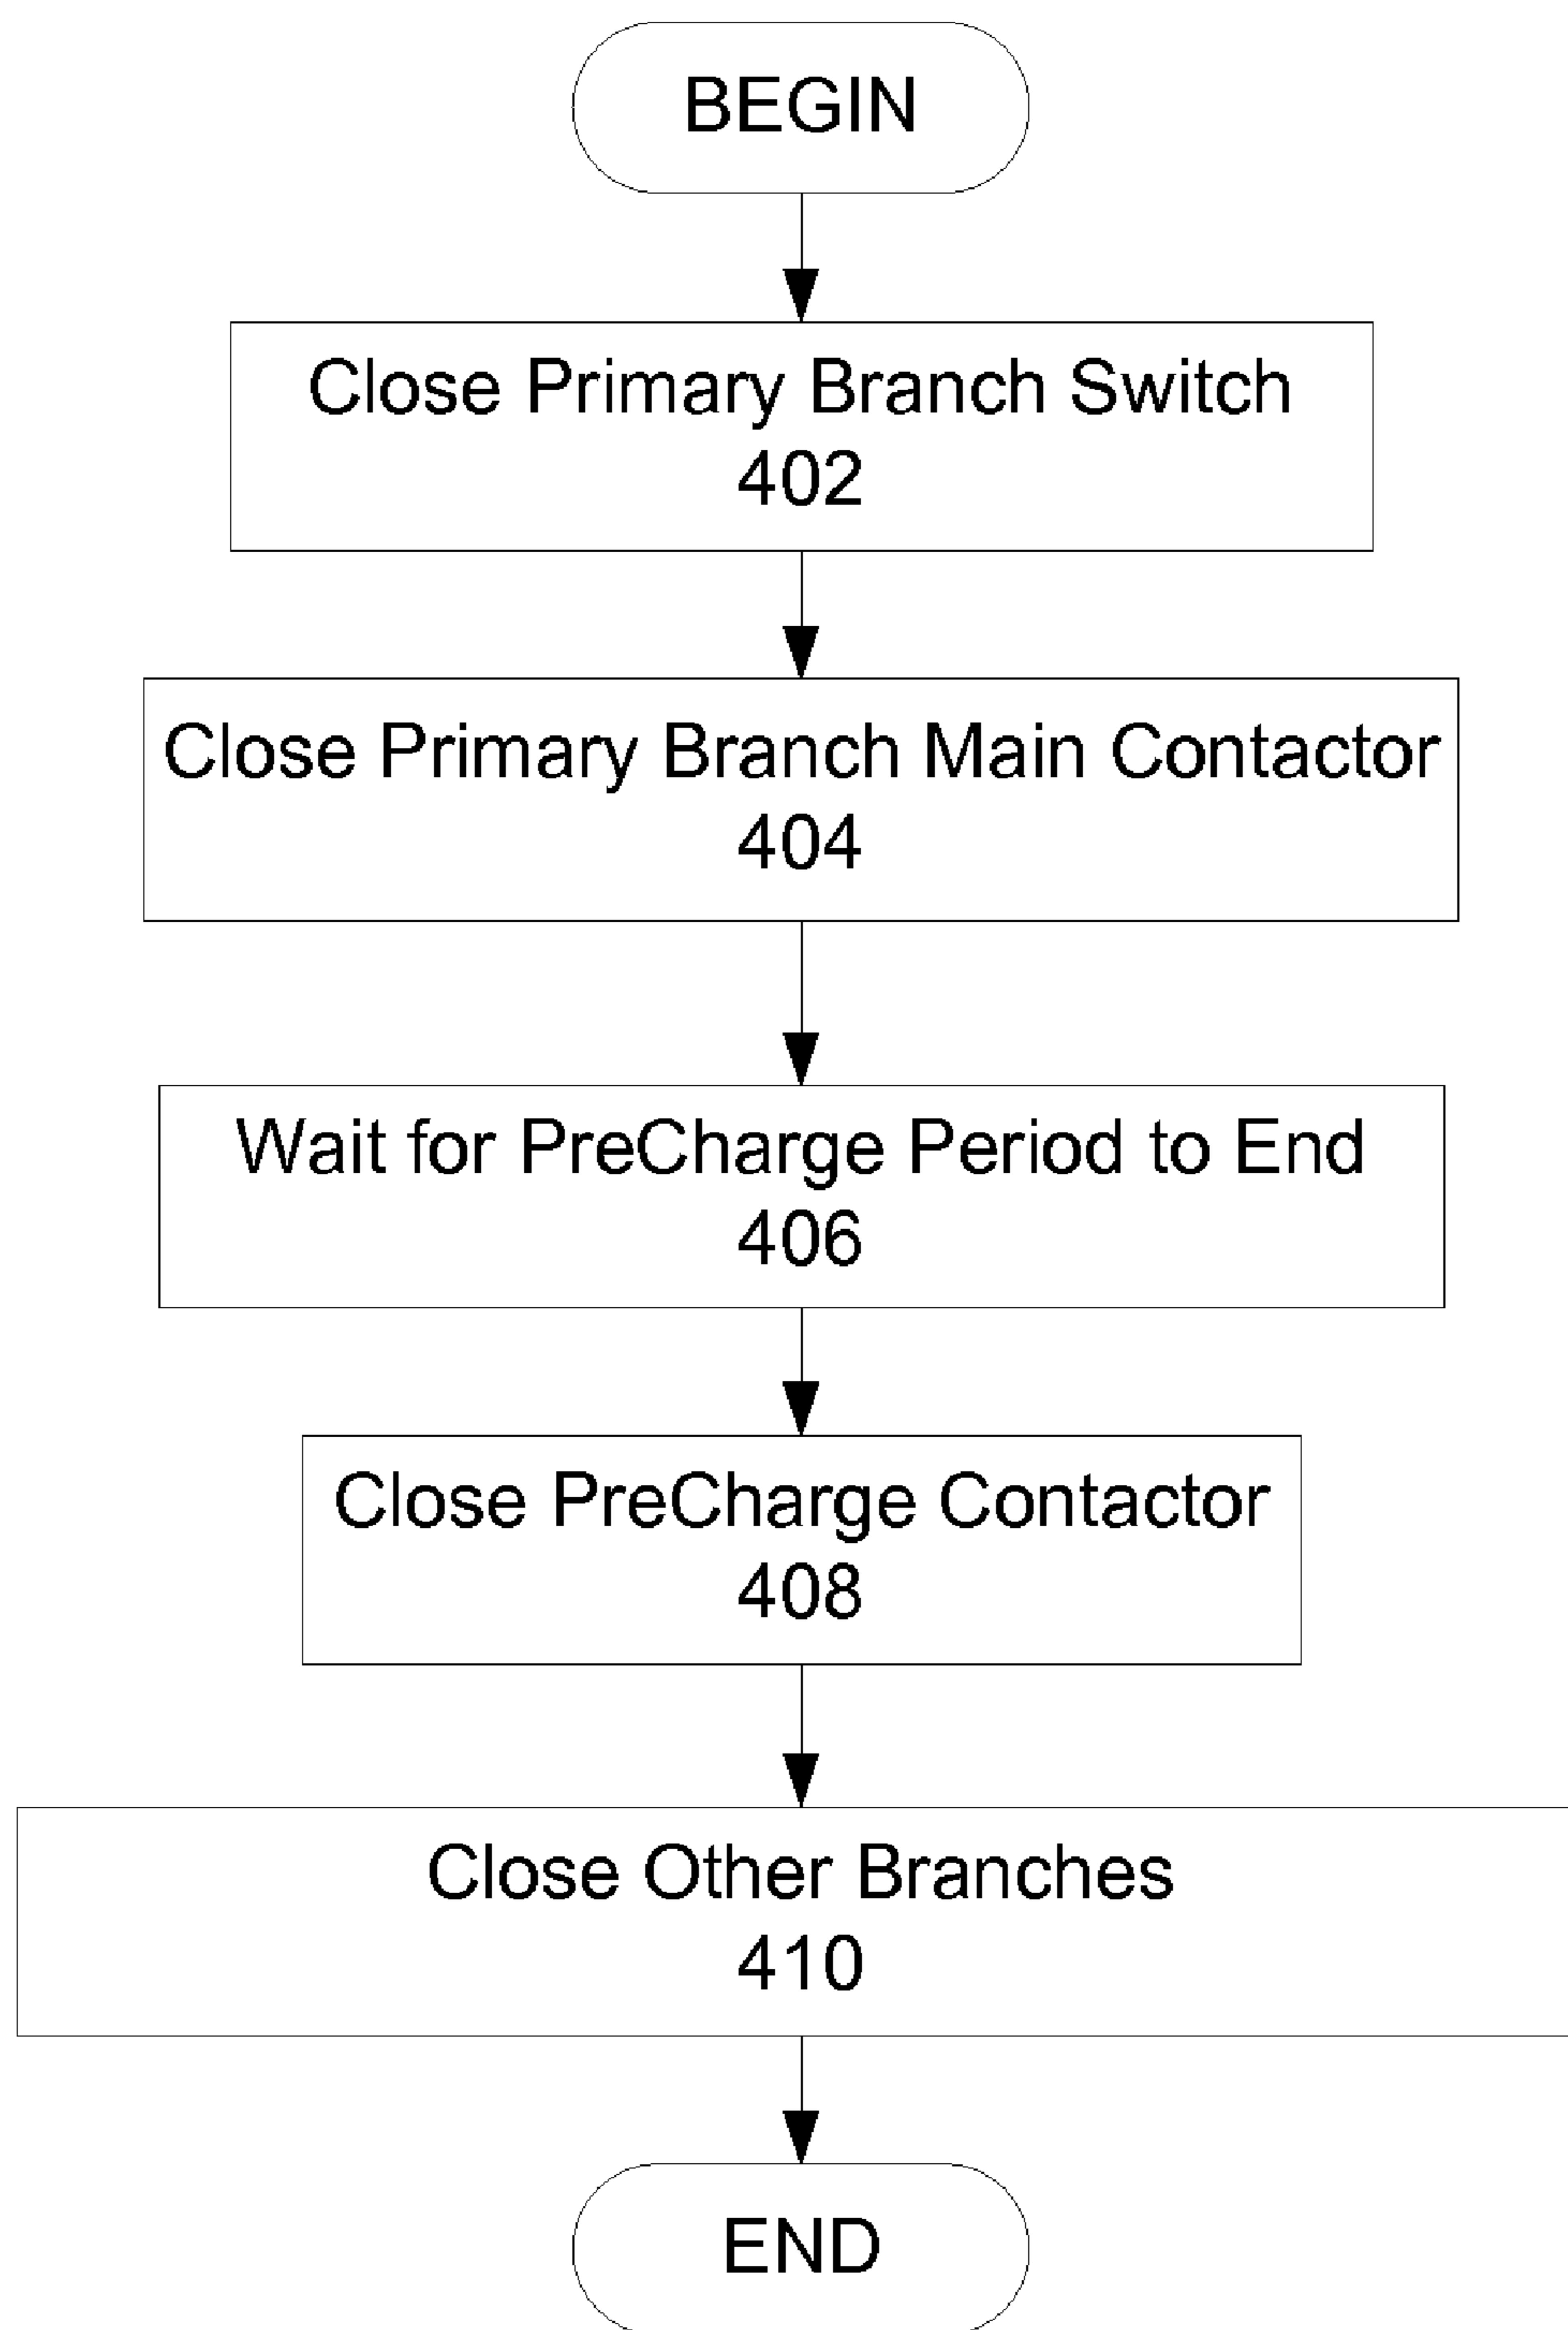 BEGIN
Close Primary Branch Switch
402
Close Primary Branch Main Contactor
404
Wait for PreCharge Period to End
406
Close PreCharge Contactor
408
Close Other Branches
410
END